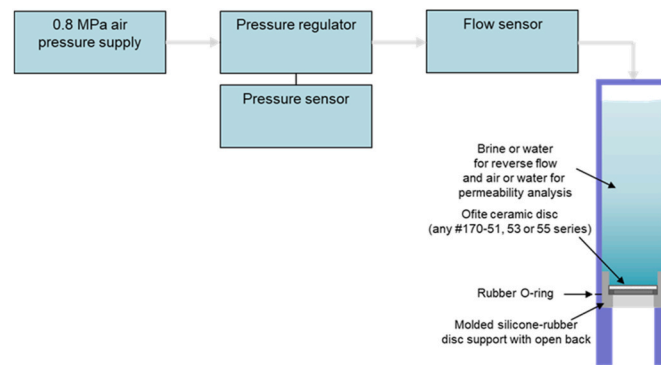 0.8 MPa air
pressure supply
Pressure regulator
Flow sensor
Pressure sensor
Brine or water
for reverse flow
and air or water for
permeability analysis
Ofite ceramic disc
(any #170-51, 53 or 55 series)
Rubber O-ring
Molded silicone-rubber
disc support with open back